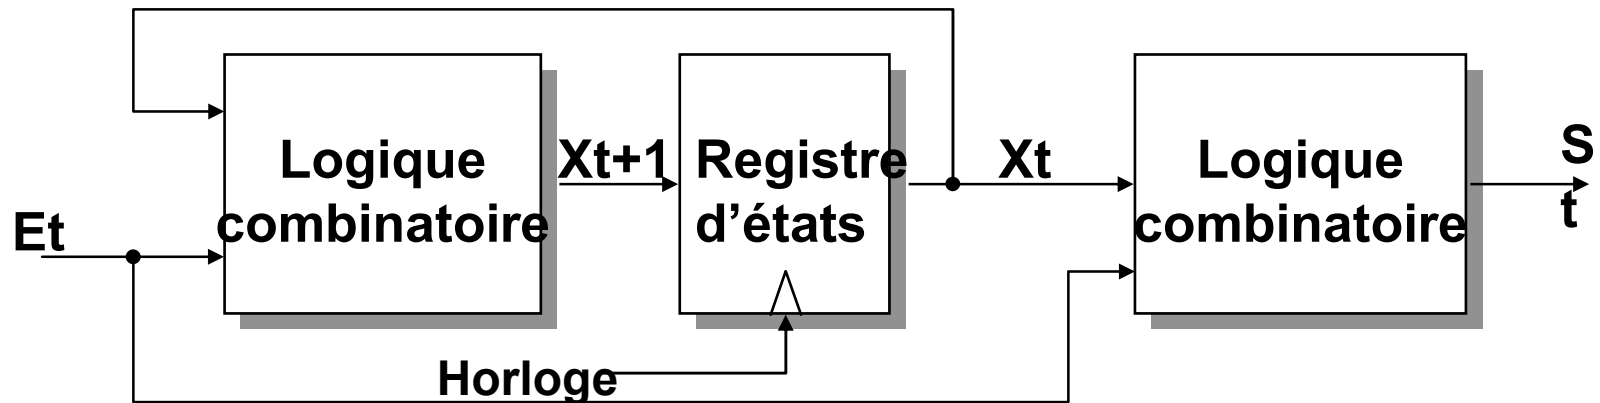 Et
Logique
combinatoire
Xt+1
Registre
d’états
Horloge
Xt
Logique
combinatoire
S
t